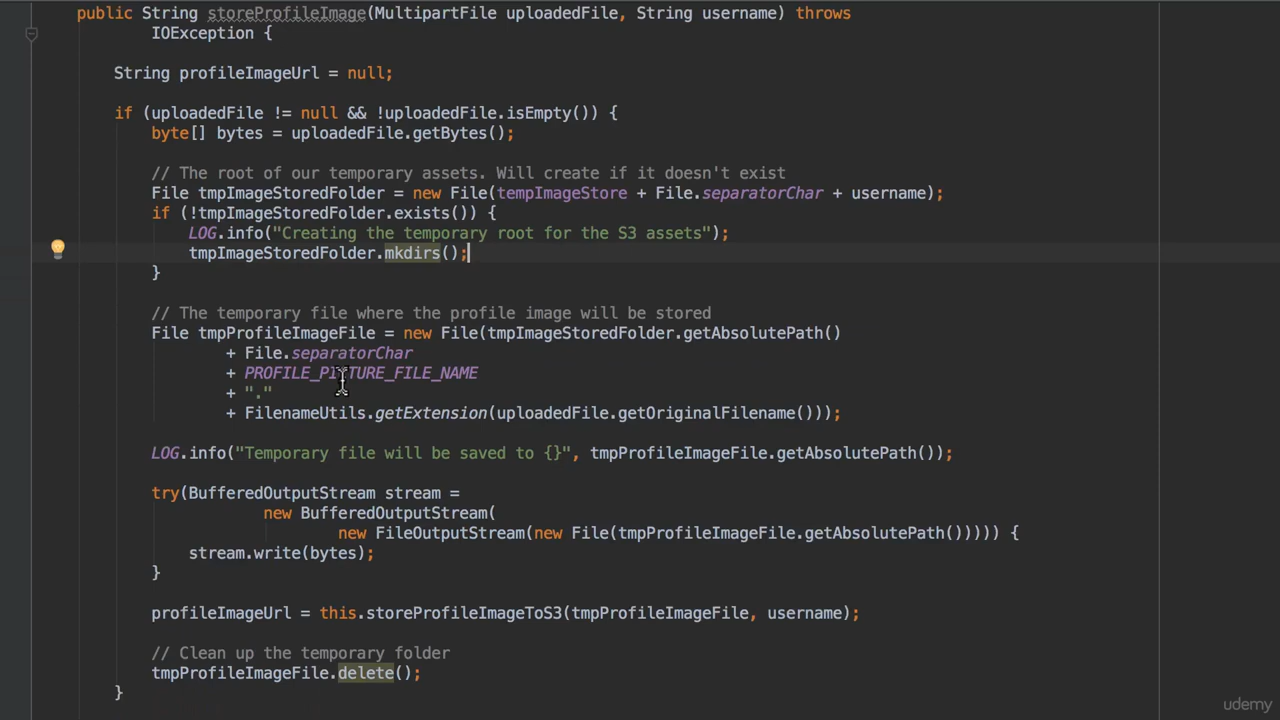 public String storeProfileImage(MultipartFile uploadedFile, String username) throws
IOException {
String profileImageUrl = null;
if (uploadedFile != null && !uploadedFile.isEmpty()) {
byte[] bytes = uploadedFile.getBytes();
// The root of our temporary assets. Will create if it doesn't exist
File tmpImageStoredFolder = new File(tempImageStore + File.separatorChar + username);
if (!tmpImageStoredFolder.exists()) {
LOG.info("Creating the temporary root for the S3 assets");
tmpImageStoredFolder.mkdirs();
}
// The temporary file where the profile image will be stored
File tmpProfileImageFile = new File(tmpImageStoredFolder.getAbsolutePath()
+ File.separatorChar
+ PROFILE_PICTURE_FILE_NAME
+ "."
+ FilenameUtils.getExtension(uploadedFile.getOriginalFilename()));
LOG.info("Temporary file will be saved to {}", tmpProfileImageFile.getAbsolutePath());
try(BufferedOutputStream stream =
new BufferedOutputStream(
new FileOutputStream(new File(tmpProfileImageFile.getAbsolutePath())))) {
stream.write(bytes);
}
profileImageUrl = this.storeProfileImageToS3(tmpProfileImageFile, username);
// Clean up the temporary folder
tmpProfileImageFile.delete();
}
udemy